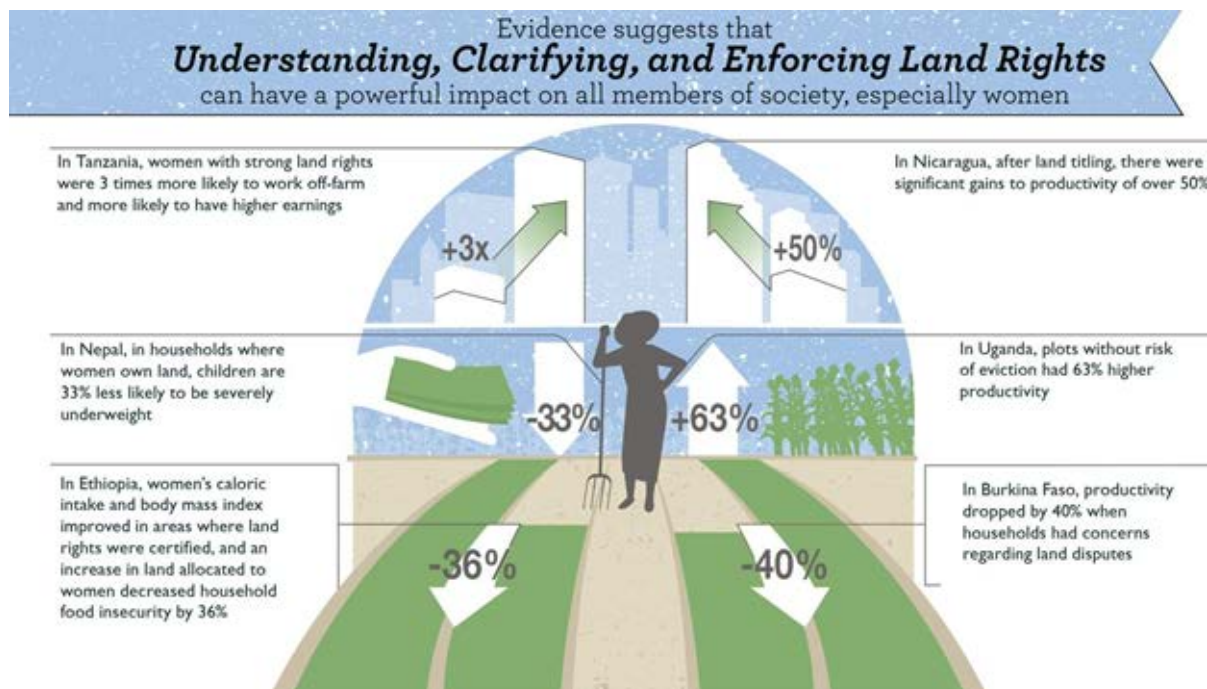 Evidence suggests that
Understanding, Clarifying, and Enforcing Land Rights
can have a powerful impact on all members of society, especially women
In Tanzania, women with strong land rights
were 3 times more likely to work off-farm
and more likely to have higher earnings
In Nicaragua, after land titling, there were
significant gains to productivity of over 50%
+3x
+50%
In Nepal, in households where
women own land, children are
33% less likely to be severely
underweight
In Uganda, plots without risk
of eviction had 63% higher
productivity
-33%
+63%
In Ethiopia, women's caloric
intake and body mass index
improved in areas where land
rights were certified, and an
increase in land allocated to
women decreased household
food insecurity by 36%
In Burkina Faso, productivity
dropped by 40% when
households had concerns
regarding land disputes
-36%
-40%